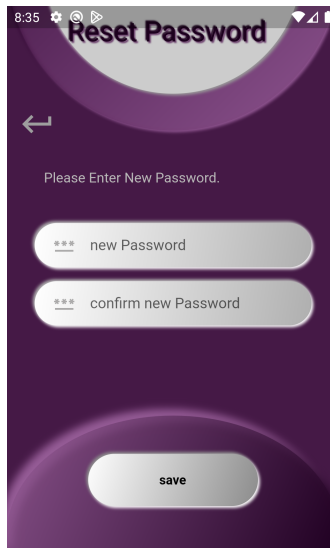 8:35
Reset Password
Please Enter New Password.
*** new Password
*** confirm new Password
save